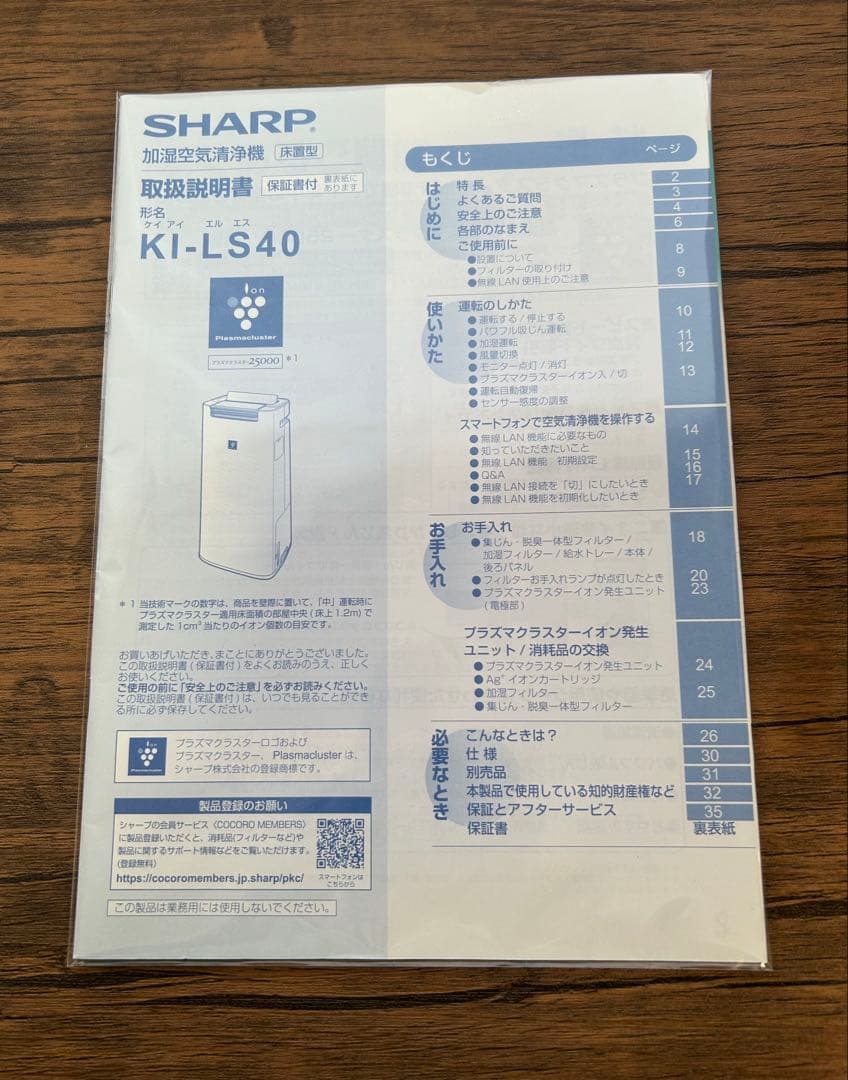 SHARP®
加湿空気清浄機 床置型
取扱説明書 保証書付 裏表紙にあります
形名
ケイ アイ エル エス
KI-LS40
Ion
Plasmacluster
プラズマクラスター25000 *1
*1 当技術マークの数字は、商品を壁際に置いて、「中」運転時に
プラズマクラスター適用床面積の部屋中央(床上1.2m)で
測定した1cm³当たりのイオン個数の目安です。
お買いあげいただき、まことにありがとうございました。
この取扱説明書(保証書付)をよくお読みのうえ、正しく
お使いください。
ご使用の前に「安全上のご注意」を必ずお読みください。
この取扱説明書(保証書付)は、いつでも見ることができ
る所に必ず保存してください。
Ion
Plasmacluster
プラズマクラスターロゴおよび
プラズマクラスター、Plasmaclusterは、
シャープ株式会社の登録商標です。
製品登録のお願い
シャープの会員サービス〈COCORO MEMBERS〉
に製品登録いただくと、消耗品(フィルターなど)や
製品に関するサポート情報などをご覧いただけます。
(登録無料)
https://cocoromembers.jp.sharp/pkc/
スマートフォンは
こちらから
この製品は業務用には使用しないでください。
もくじ ページ
はじめに
特長 2
よくあるご質問 3
安全上のご注意 4
各部のなまえ 6
ご使用前に
●設置について 8
●フィルターの取り付け
●無線LAN使用上のご注意 9
使いかた
運転のしかた
●運転する/停止する 10
●パワフル吸じん運転
●加湿運転 11
●風量切換 12
●モニター点灯/消灯
●プラズマクラスターイオン入/切 13
●運転自動復帰
●センサー感度の調整
スマートフォンで空気清浄機を操作する
●無線LAN機能に必要なもの 14
●知っていただきたいこと
●無線LAN機能 初期設定 15
●Q&A 16
●無線LAN接続を「切」にしたいとき 17
●無線LAN機能を初期化したいとき
お手入れ
お手入れ
●集じん・脱臭一体型フィルター/ 18
加湿フィルター/給水トレー/本体/
後ろパネル
●フィルターお手入れランプが点灯したとき 20
●プラズマクラスターイオン発生ユニット 23
(電極部)
プラズマクラスターイオン発生
ユニット/消耗品の交換
●プラズマクラスターイオン発生ユニット 24
●Ag⁺イオンカートリッジ
●加湿フィルター 25
●集じん・脱臭一体型フィルター
必要なとき
こんなときは? 26
仕様 30
別売品 31
本製品で使用している知的財産権など 32
保証とアフターサービス 35
保証書 裏表紙